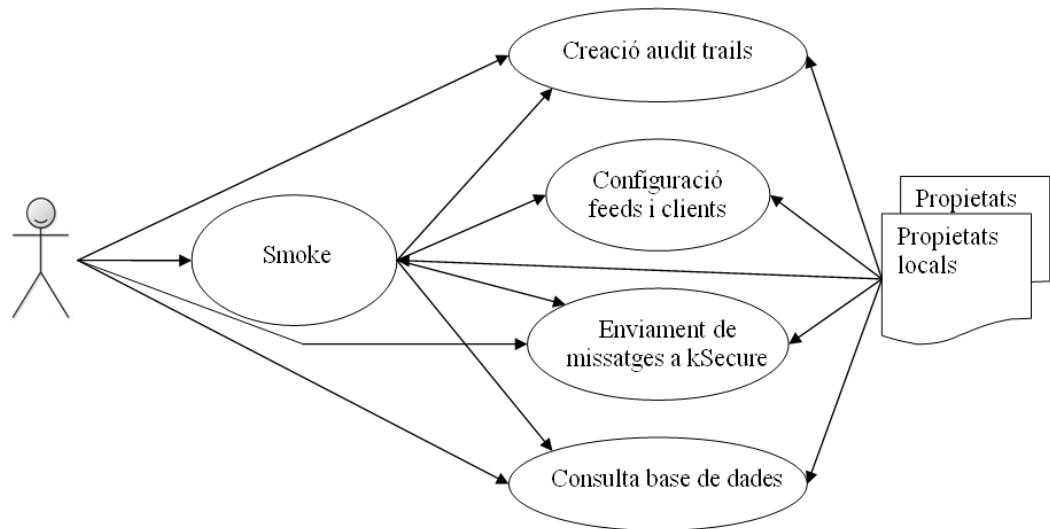 Creació audit trails
Configuració
feeds i clients
Propietats
Propietats
locals
Smoke
Enviament de
missatges a kSecure
Consulta base de dades